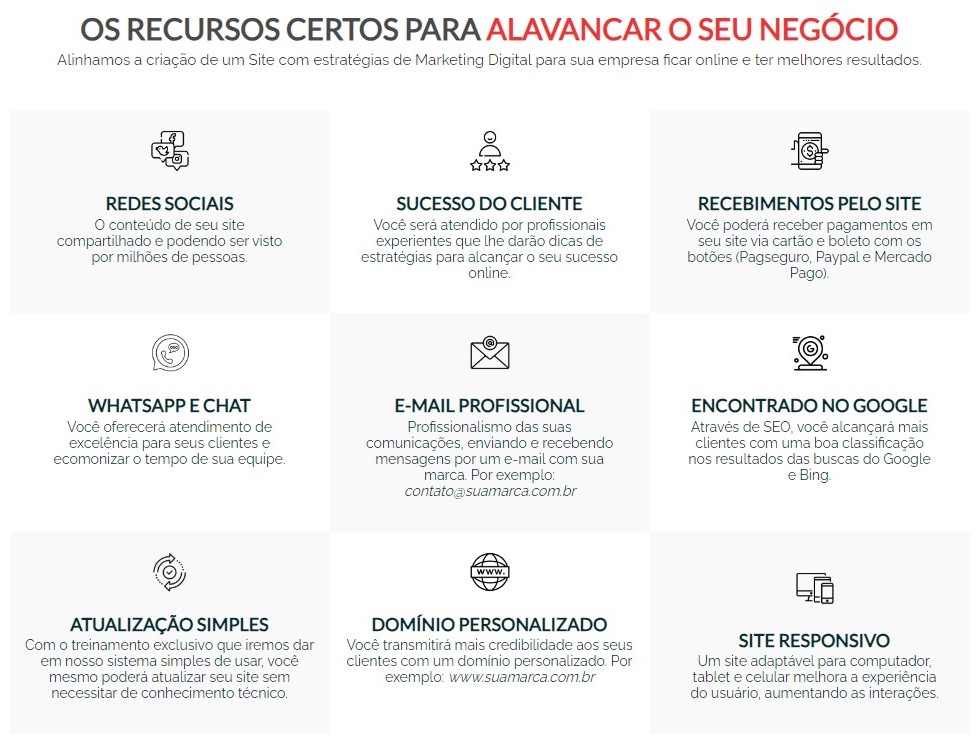 OS RECURSOS CERTOS PARA ALAVANCAR O SEU NEGÓCIO
Alinhamos a criação de um Site com estratégias de Marketing Digital para sua empresa ficar online e ter melhores resultados.
REDES SOCIAIS
O conteúdo de seu site
compartilhado e podendo ser visto
por milhões de pessoas.
SUCESSO DO CLIENTE
Você será atendido por profissionais
experientes que lhe darão dicas de
estratégias para alcançar o seu sucesso
online.
RECEBIMENTOS PELO SITE
Você poderá receber pagamentos em
seu site via cartão e boleto com os
botões (Pagseguro, Paypal e Mercado
Pago).
WHATSAPP E CHAT
Você oferecerá atendimento de
excelência para seus clientes e
ecomonizar o tempo de sua equipe.
E-MAIL PROFISSIONAL
Profissionalismo das suas
comunicações, enviando e recebendo
mensagens por um e-mail com sua
marca. Por exemplo:
contato@suamarca.com.br
ENCONTRADO NO GOOGLE
Através de SEO, você alcançará mais
clientes com uma boa classificação
nos resultados das buscas do Google
e Bing.
ATUALIZAÇÃO SIMPLES
Com o treinamento exclusivo que iremos dar
em nosso sistema simples de usar, você
mesmo poderá atualizar seu site sem
necessitar de conhecimento técnico.
WWW.
DOMÍNIO PERSONALIZADO
Você transmitirá mais credibilidade aos seus
clientes com um domínio personalizado. Por
exemplo: www.suamarca.com.br
SITE RESPONSIVO
Um site adaptável para computador,
tablet e celular melhora a experiência
do usuário, aumentando as interações.